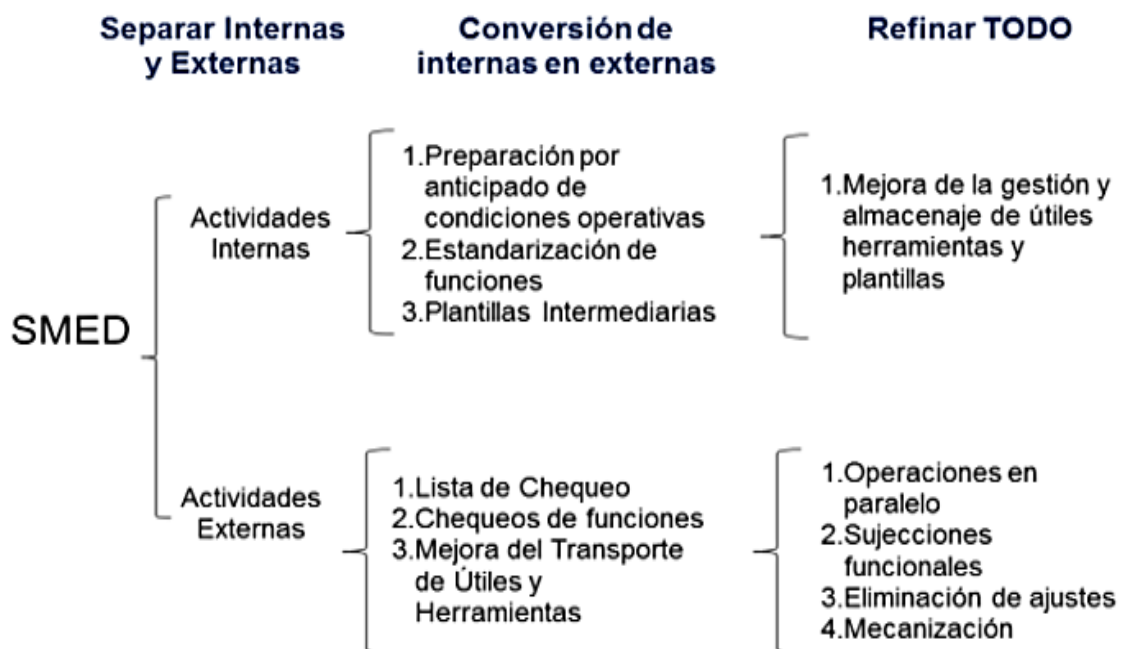 Separar Internas
y Externas
Conversión de
internas en externas
Refinar TODO
SMED
Actividades
Internas
1.Preparación por
anticipado de
condiciones operativas
2.Estandarización de
funciones
3.Plantillas Intermediarias
1.Mejora de la gestión y
almacenaje de útiles
herramientas y
plantillas
Actividades
Externas
1.Lista de Chequeo
2.Chequeos de funciones
3.Mejora del Transporte
de Útiles y
Herramientas
1.Operaciones en
paralelo
2.Sujecciones
funcionales
3.Eliminación de ajustes
4.Mecanización